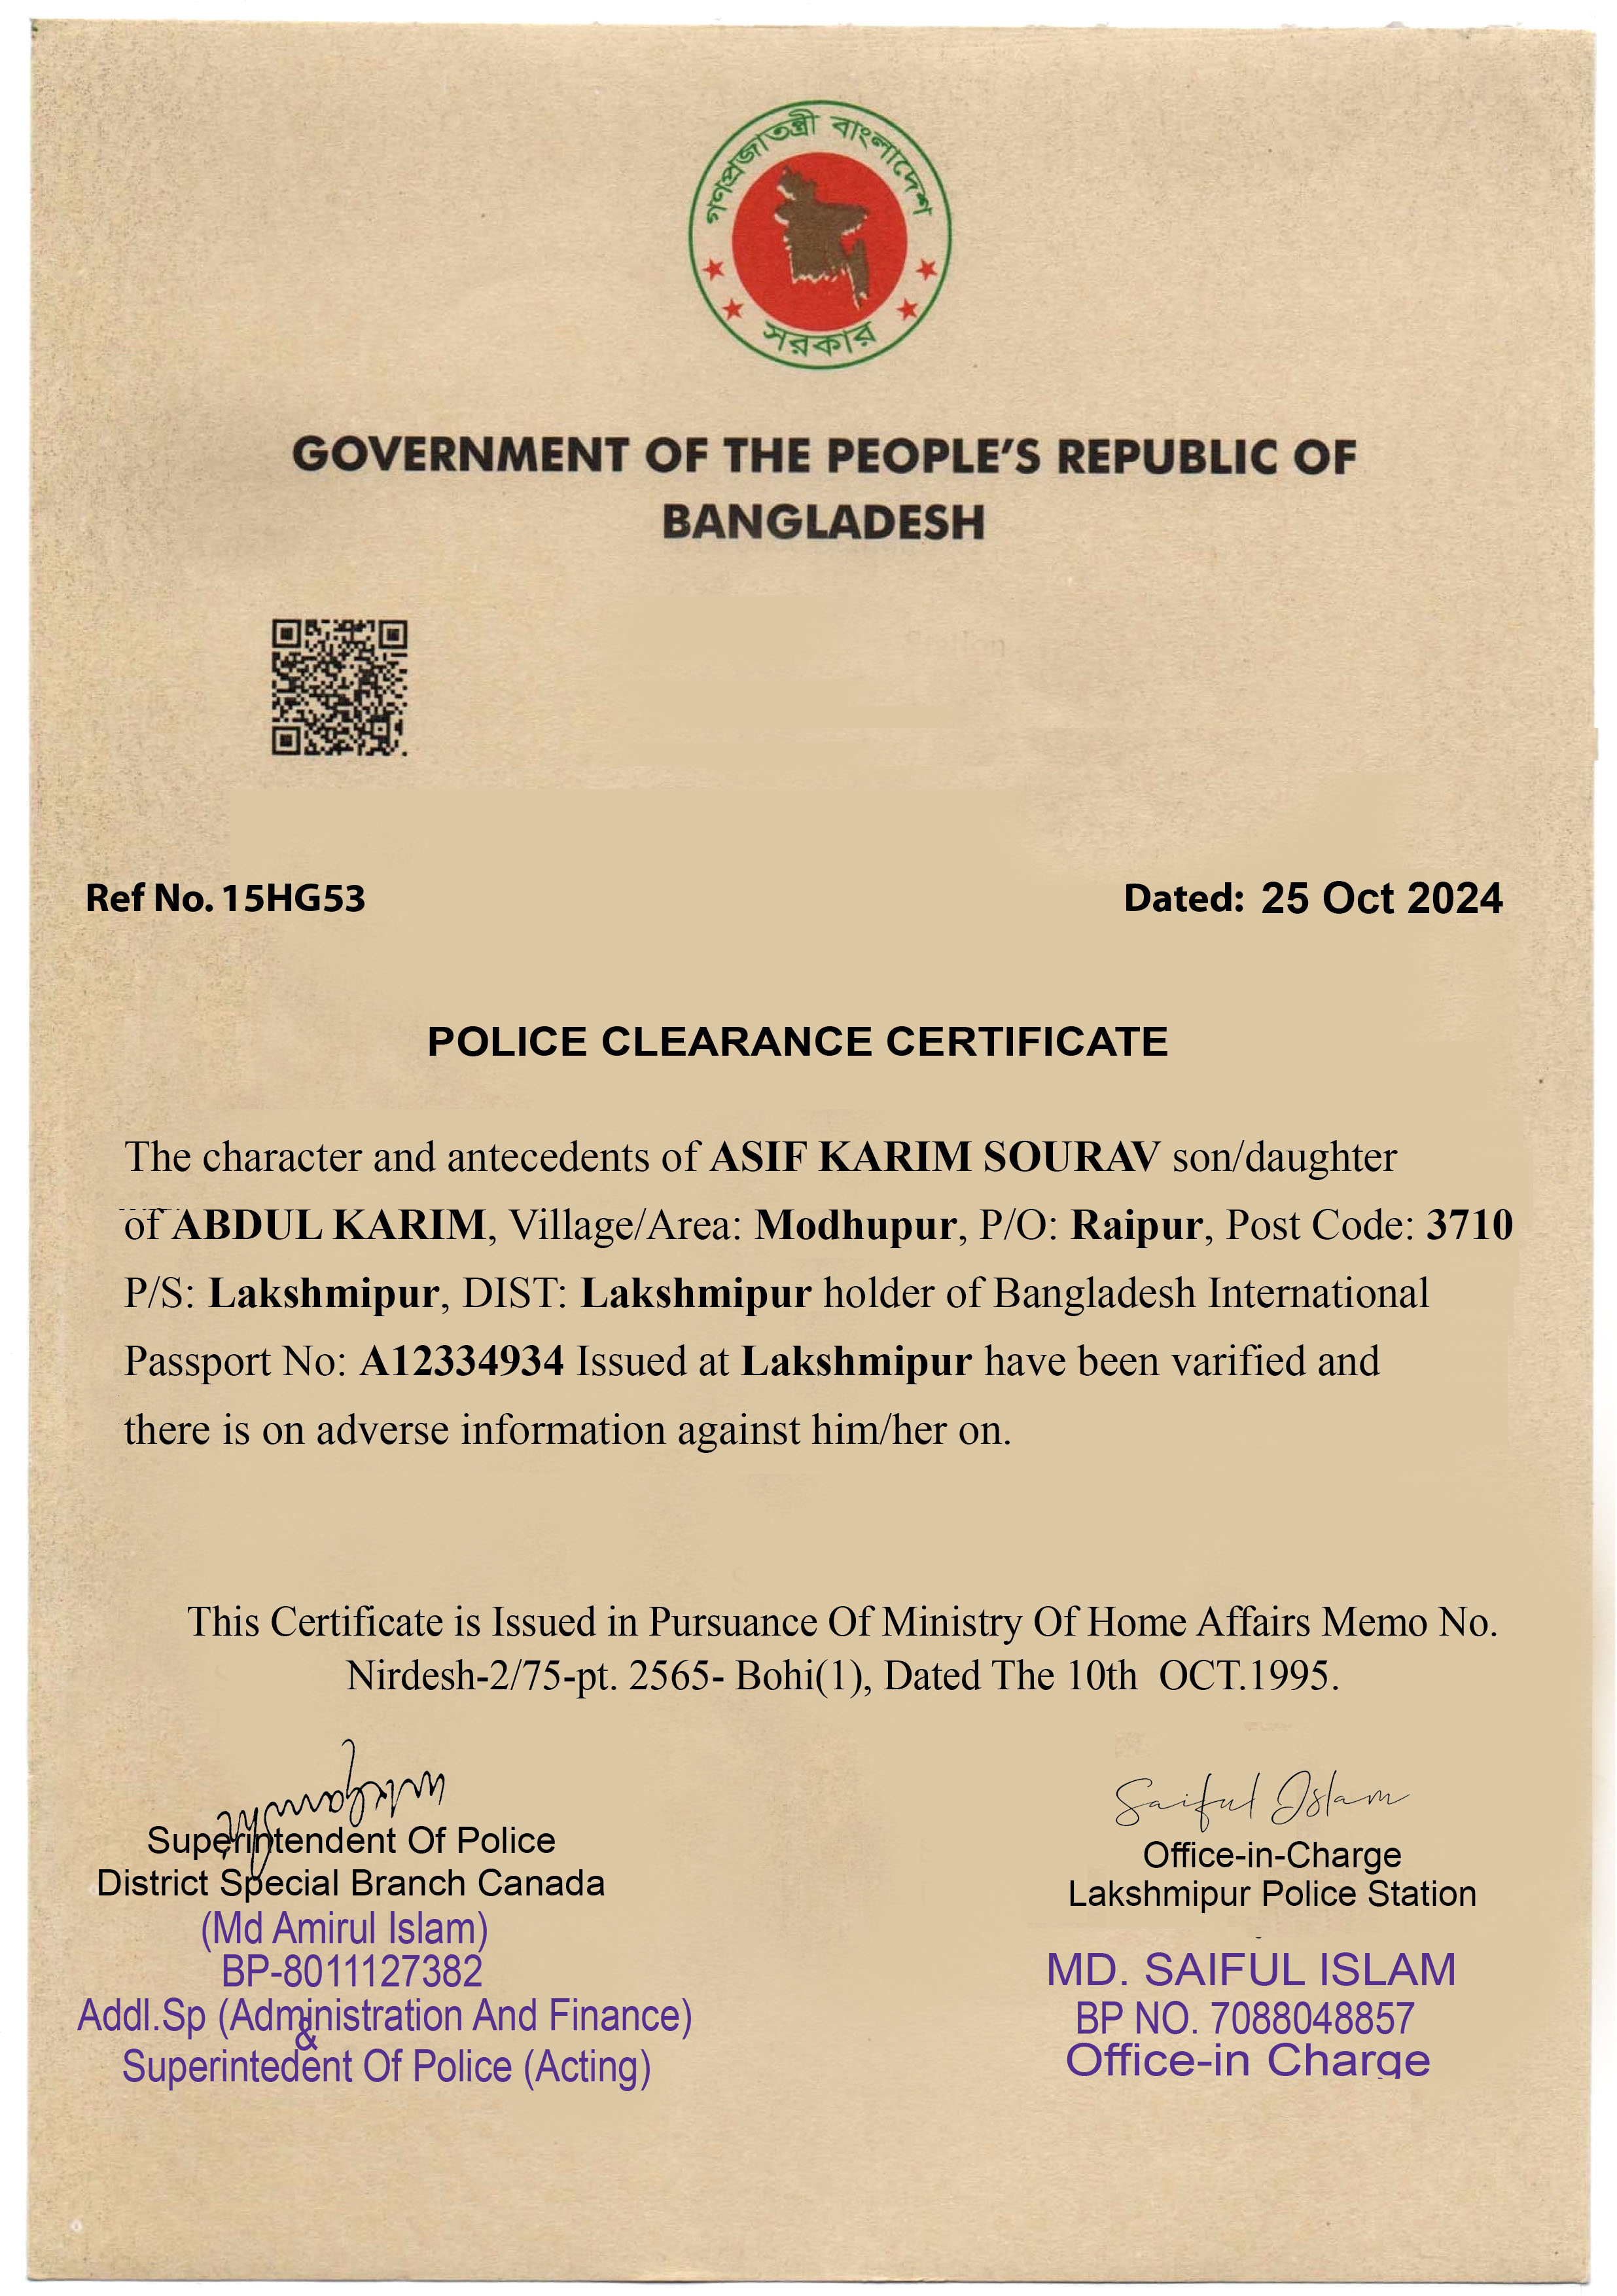 গণপ্রজাতন্ত্রী বাংলাদেশ
সরকার
GOVERNMENT OF THE PEOPLE'S REPUBLIC OF
BANGLADESH
Ref No. 15HG53
Dated: 25 Oct 2024
POLICE CLEARANCE CERTIFICATE
The character and antecedents of ASIF KARIM SOURAV son/daughter
of ABDUL KARIM, Village/Area: Modhupur, P/O: Raipur, Post Code: 3710
P/S: Lakshmipur, DIST: Lakshmipur holder of Bangladesh International
Passport No: A12334934 Issued at Lakshmipur have been varified and
there is on adverse information against him/her on.
This Certificate is Issued in Pursuance Of Ministry Of Home Affairs Memo No.
Nirdesh-2/75-pt. 2565- Bohi(1), Dated The 10th OCT.1995.
Superintendent Of Police
District Special Branch Canada
(Md Amirul Islam)
BP-8011127382
Addl.Sp (Administration And Finance)
&
Superintedent Of Police (Acting)
Saiful Islam
Office-in-Charge
Lakshmipur Police Station
MD. SAIFUL ISLAM
BP NO. 7088048857
Office-in Charge